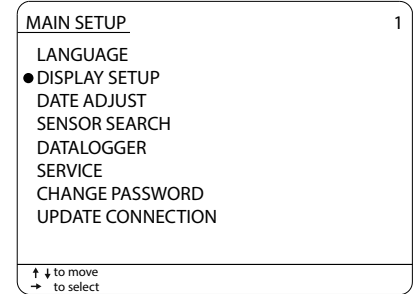 MAIN SETUP 1
LANGUAGE
●DISPLAY SETUP
DATE ADJUST
SENSOR SEARCH
DATALOGGER
SERVICE
CHANGE PASSWORD
UPDATE CONNECTION
↑↓to move
→ to select